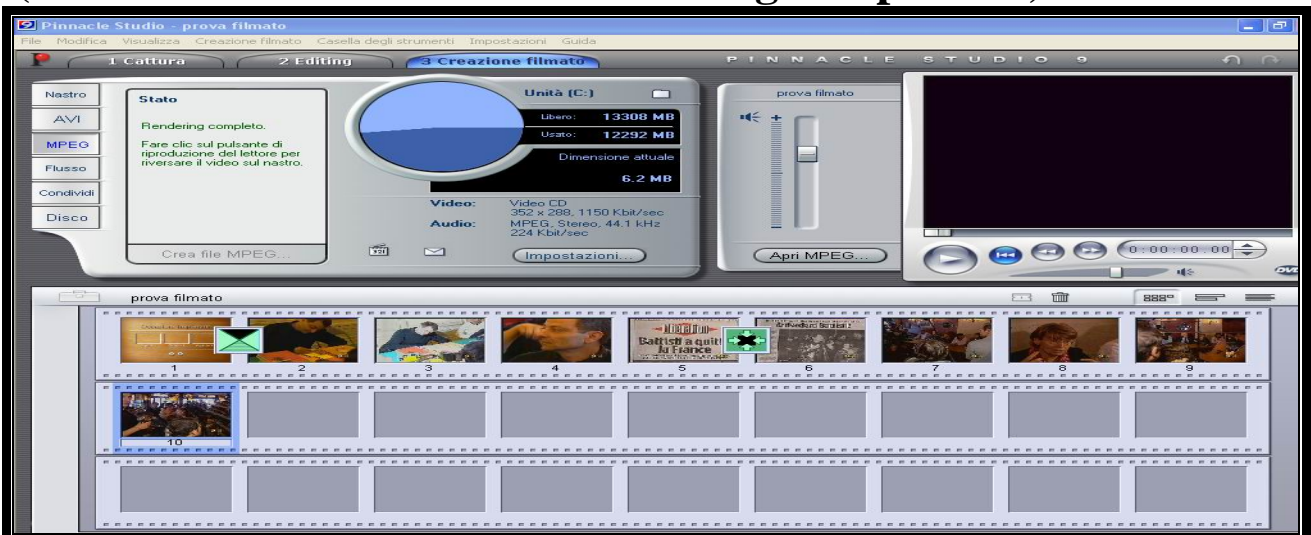 Pinnacle Studio - prova filmato
File Modifica Visualizza Creazione filmato Casella degli strumenti Impostazioni Guida
1 Cattura 2 Editing 3 Creazione filmato PINNACLE STUDIO 9
Nastro
AVI
MPEG
Flusso
Condividi
Disco
Stato
Rendering completo.
Fare clic sul pulsante di
riproduzione del lettore per
riversare il video sul nastro.
Crea file MPEG...
Unità (C:)
Libero: 13308 MB
Usato: 12292 MB
Dimensione attuale
6.2 MB
Video: Video CD
352 x 288, 1150 Kbit/sec
Audio: MPEG, Stereo, 44.1 kHz
224 Kbit/sec
Impostazioni...
prova filmato
Apri MPEG...
0:00:00.00
prova filmato
Battisti a quitté
la France
1 2 3 4 5 6 7 8 9
10